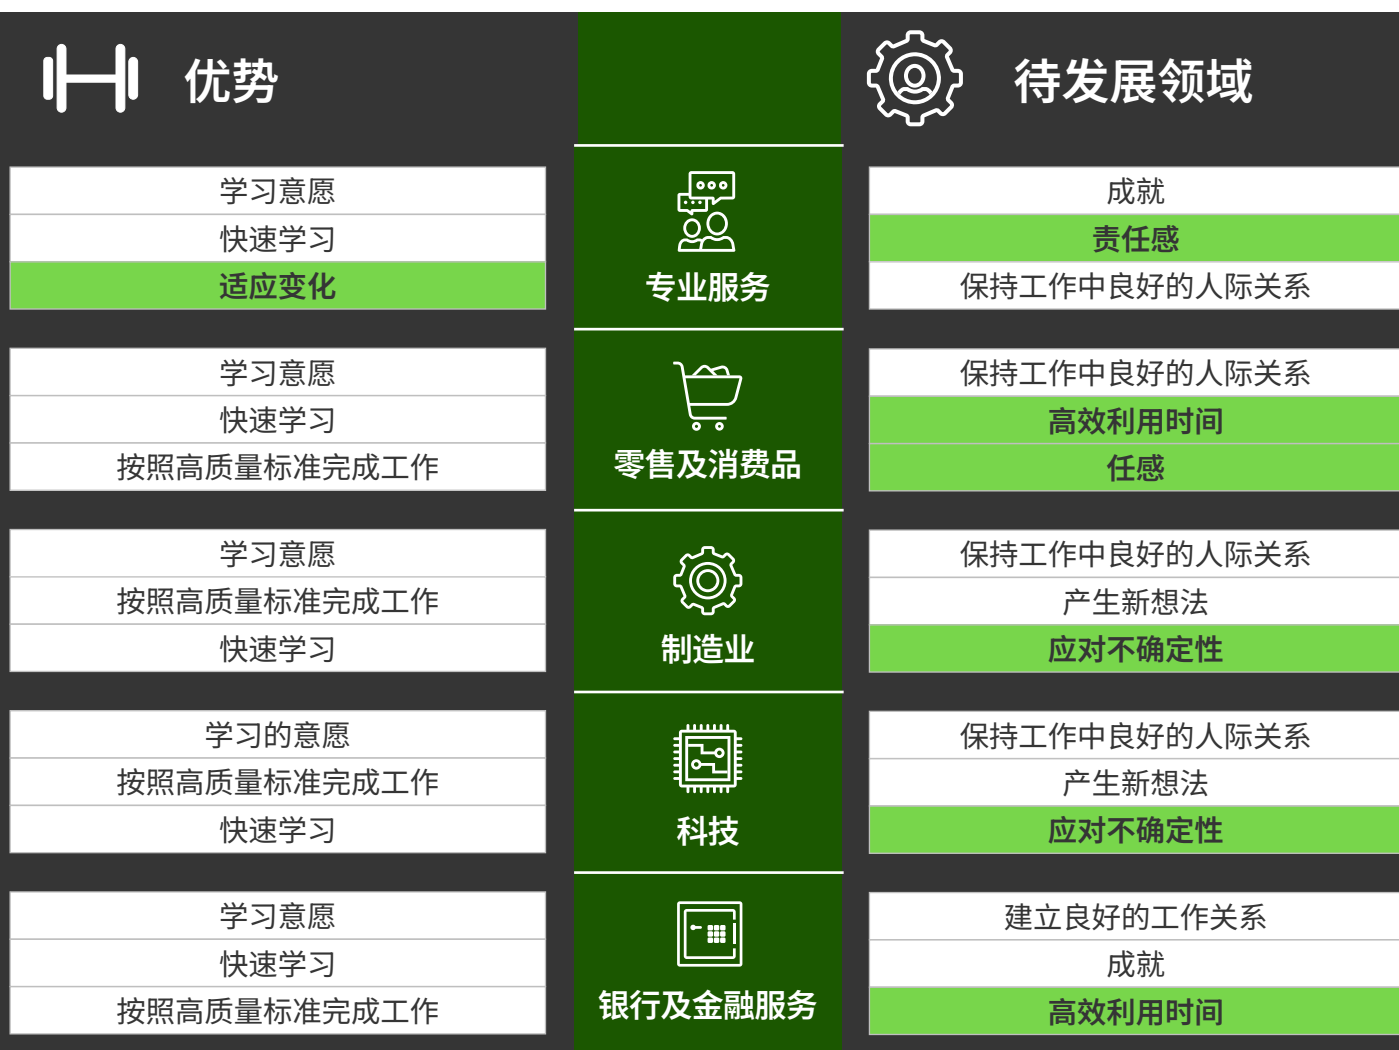 优势
待发展领域
学习意愿
快速学习
适应变化
专业服务
成就
责任感
保持工作中良好的人际关系
学习意愿
快速学习
按照高质量标准完成工作
零售及消费品
保持工作中良好的人际关系
高效利用时间
任感
学习意愿
按照高质量标准完成工作
快速学习
制造业
保持工作中良好的人际关系
产生新想法
应对不确定性
学习的意愿
按照高质量标准完成工作
快速学习
科技
保持工作中良好的人际关系
产生新想法
应对不确定性
学习意愿
快速学习
按照高质量标准完成工作
银行及金融服务
建立良好的工作关系
成就
高效利用时间